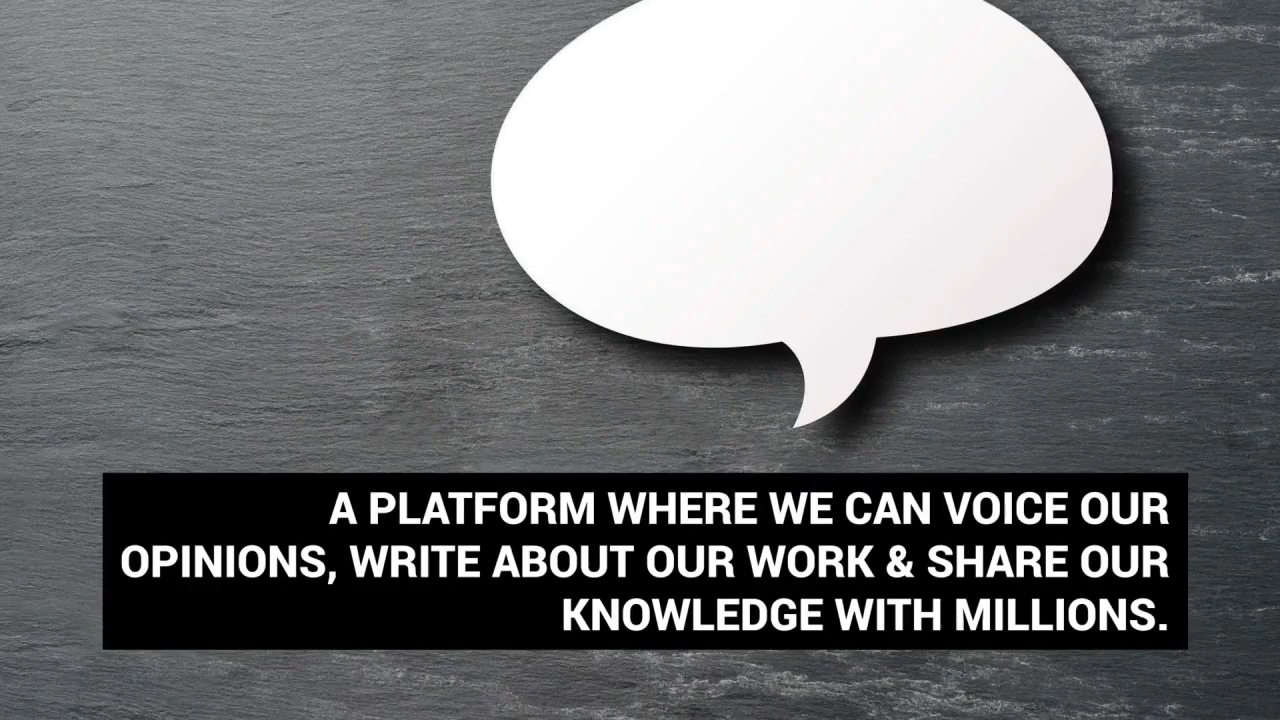 A PLATFORM WHERE WE CAN VOICE OUR
OPINIONS, WRITE ABOUT OUR WORK & SHARE OUR
KNOWLEDGE WITH MILLIONS.